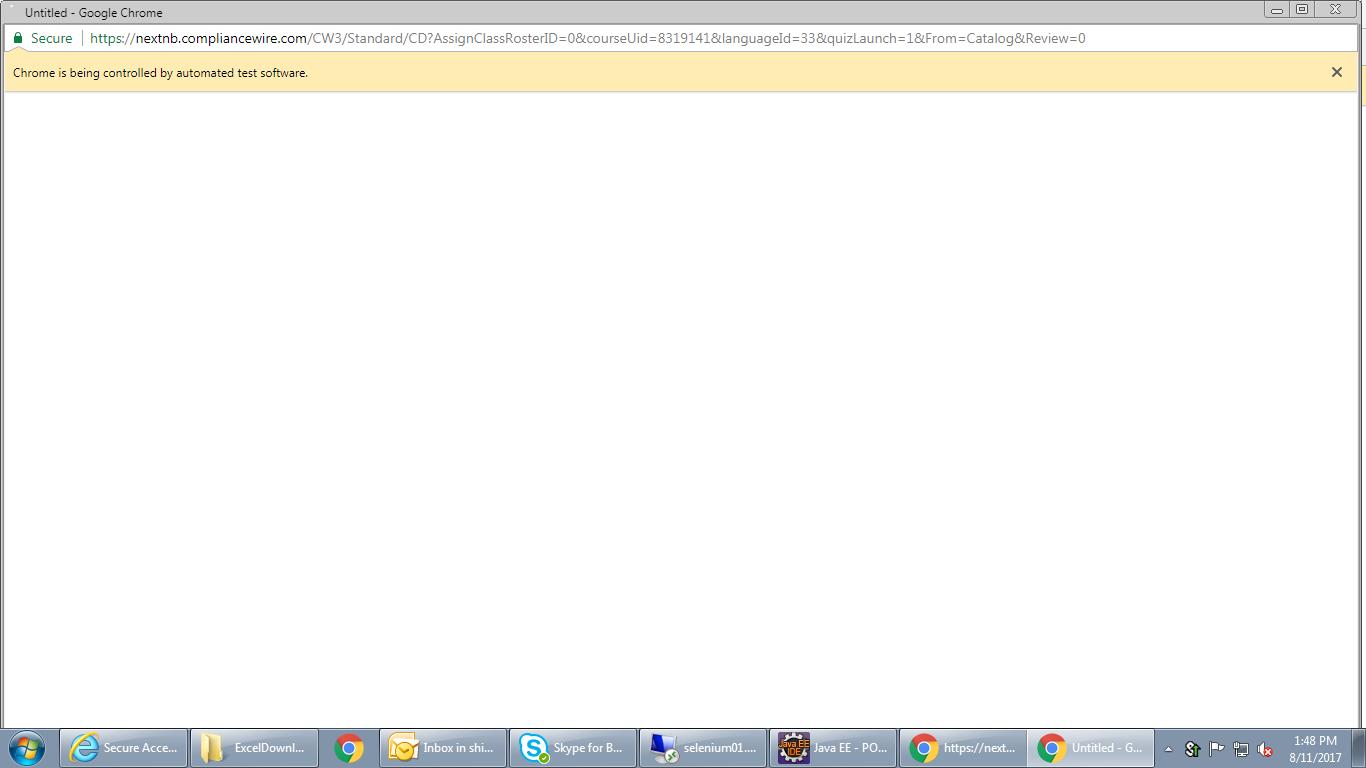 Untitled - Google Chrome
Secure https://nextnb.compliancewire.com/CW3/Standard/CD?AssignClassRosterID=0&courseUid=8319141&languageId=33&quizLaunch=1&From=Catalog&Review=0
Chrome is being controlled by automated test software.
Secure Acce... ExcelDownl... Inbox in shi... Skype for B... selenium01.... Java EE IDE Java EE - PO... https://next... Untitled - G... 1:48 PM
8/11/2017